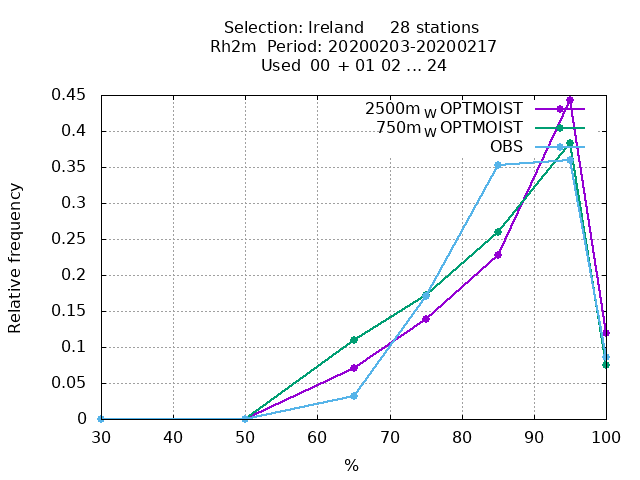 Selection: Ireland 28 stations
Rh2m Period: 20200203-20200217
Used 00 + 01 02 ... 24
2500m_W OPTMOIST
750m_W OPTMOIST
OBS
Relative frequency
0.45
0.4
0.35
0.3
0.25
0.2
0.15
0.1
0.05
0
30 40 50 60 70 80 90 100
%